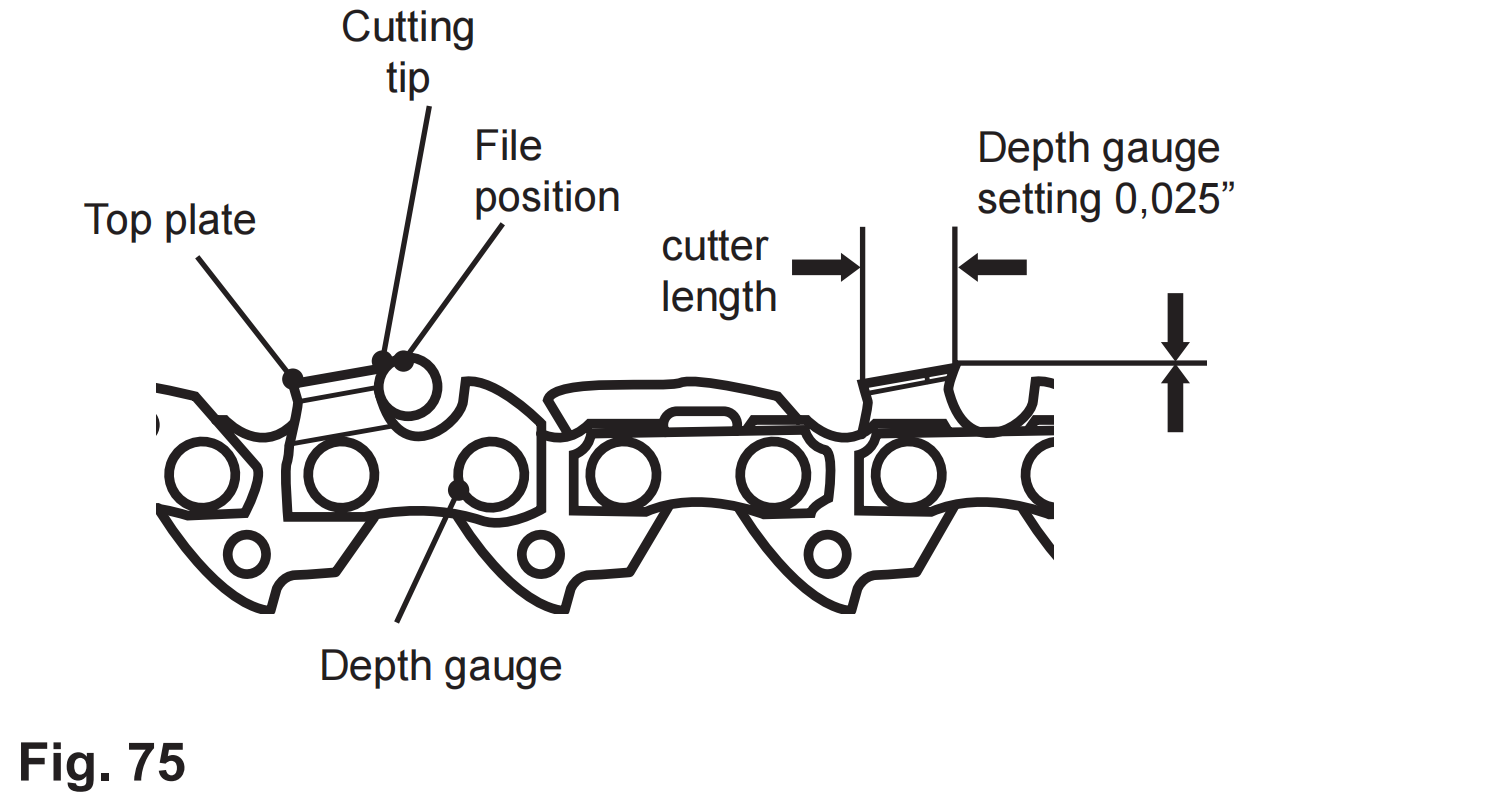 Cutting
tip
File
position
Top plate
cutter
length
Depth gauge
setting 0,025”
Depth gauge
Fig. 75